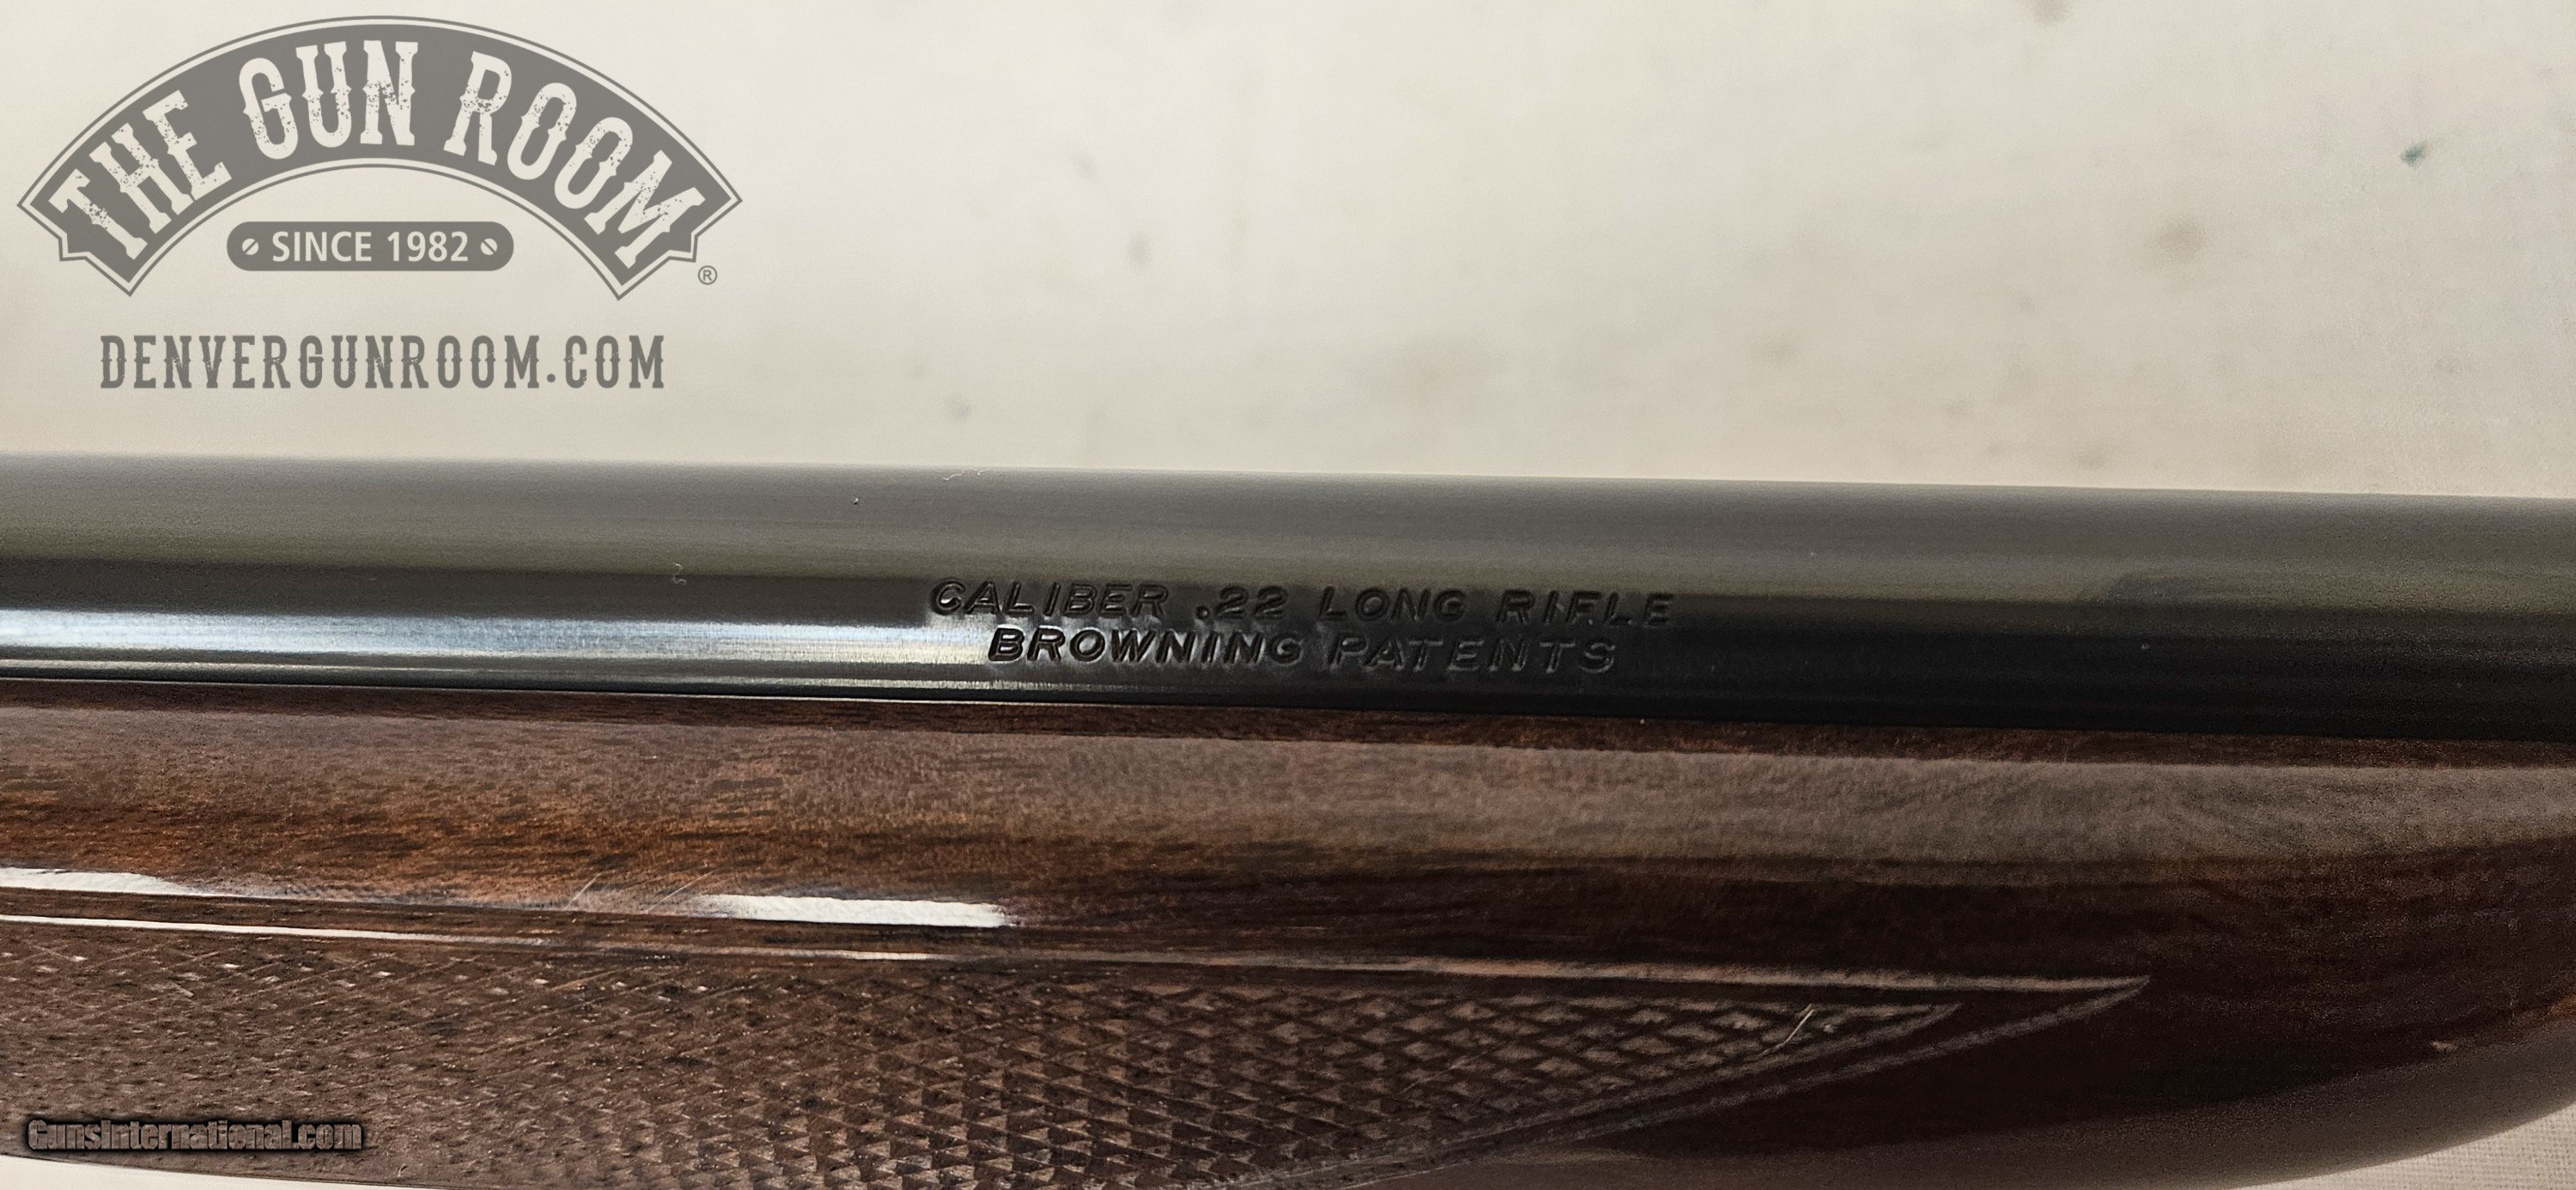 THE GUN ROOM
SINCE 1982
®
DENVERGUNROOM.COM
CALIBER .22 LONG RIFLE
BROWNING PATENTS
GunsInternational.com